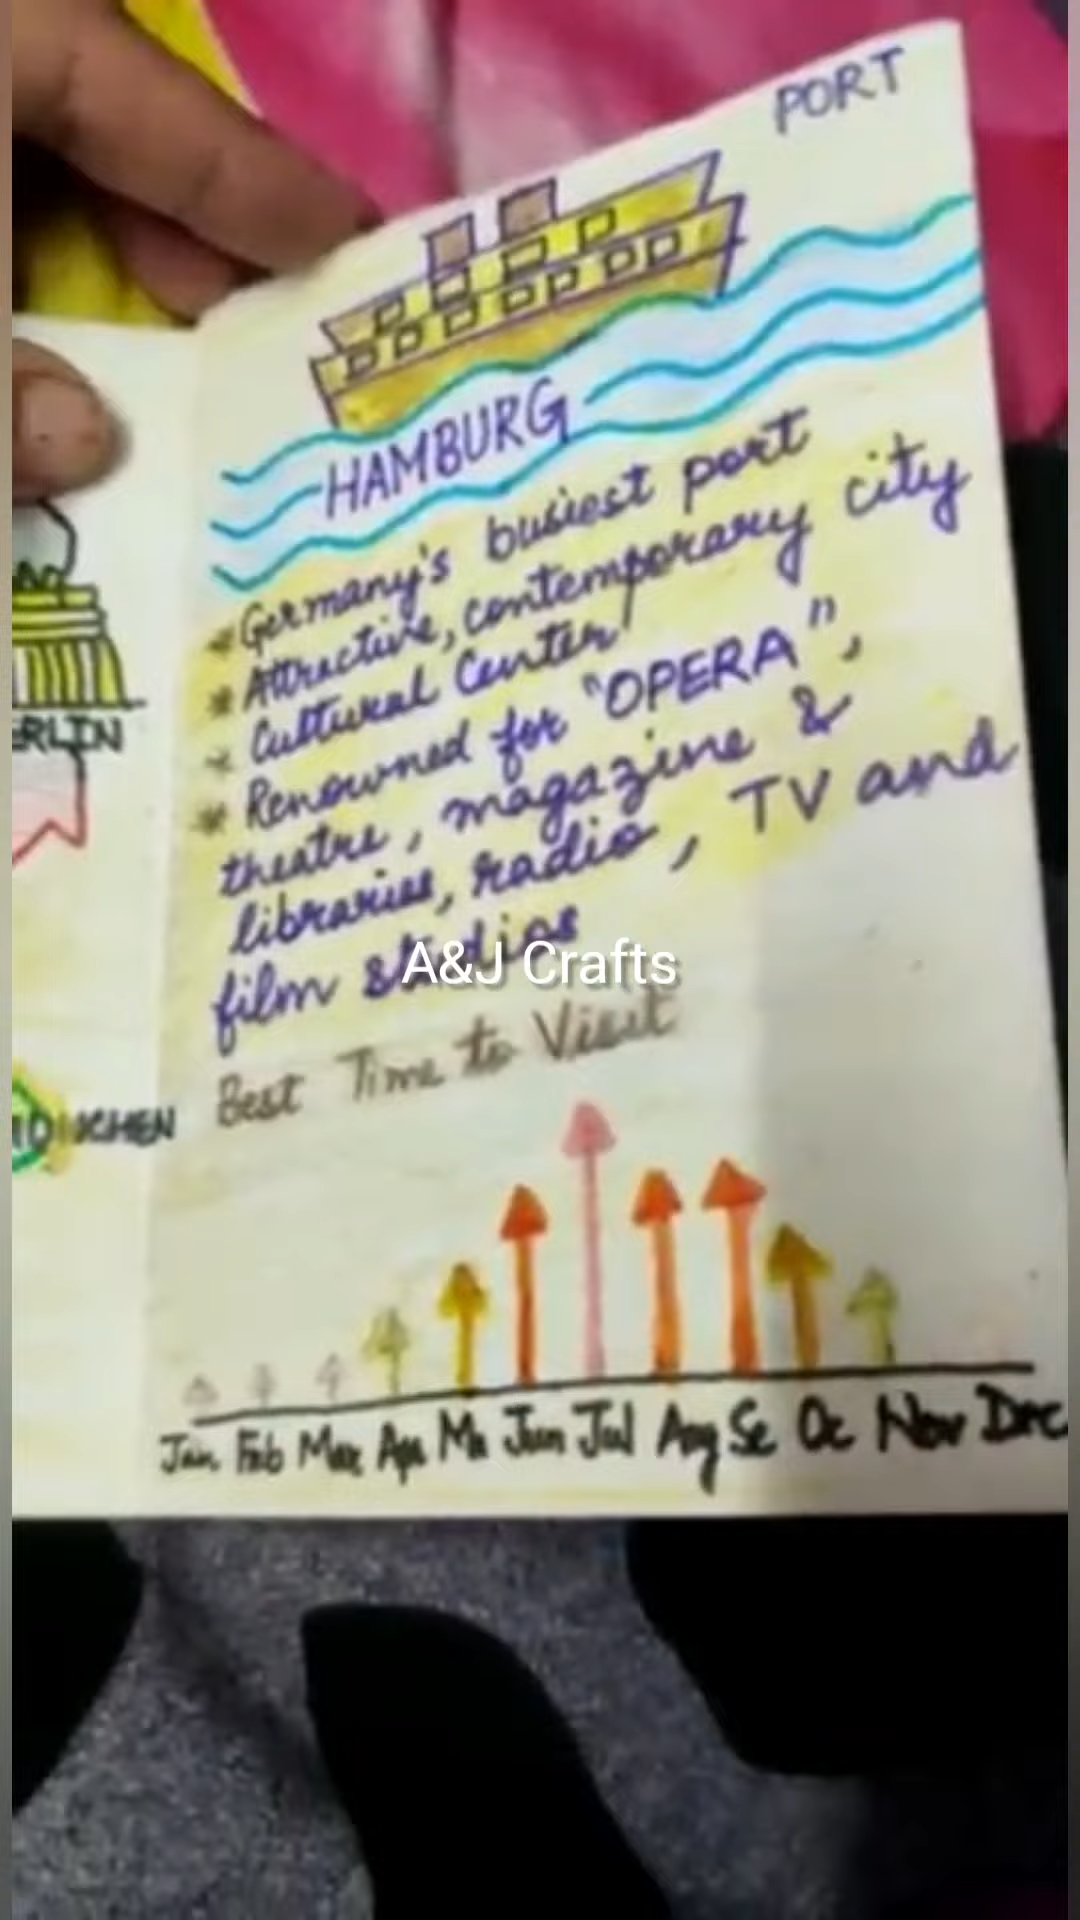 PORT
HAMBURG
* Germany's busiest port
* Attractive, contemporary city
* Cultural Center
* Renowned for "OPERA",
theatre, magazine &
libraries, radio, TV and
film studios
A&J Crafts
Best Time to Visit
Jan Feb Mar Apr Ma Jun Jul Aug Se Oc Nov Dec
ERLIN
CHEN